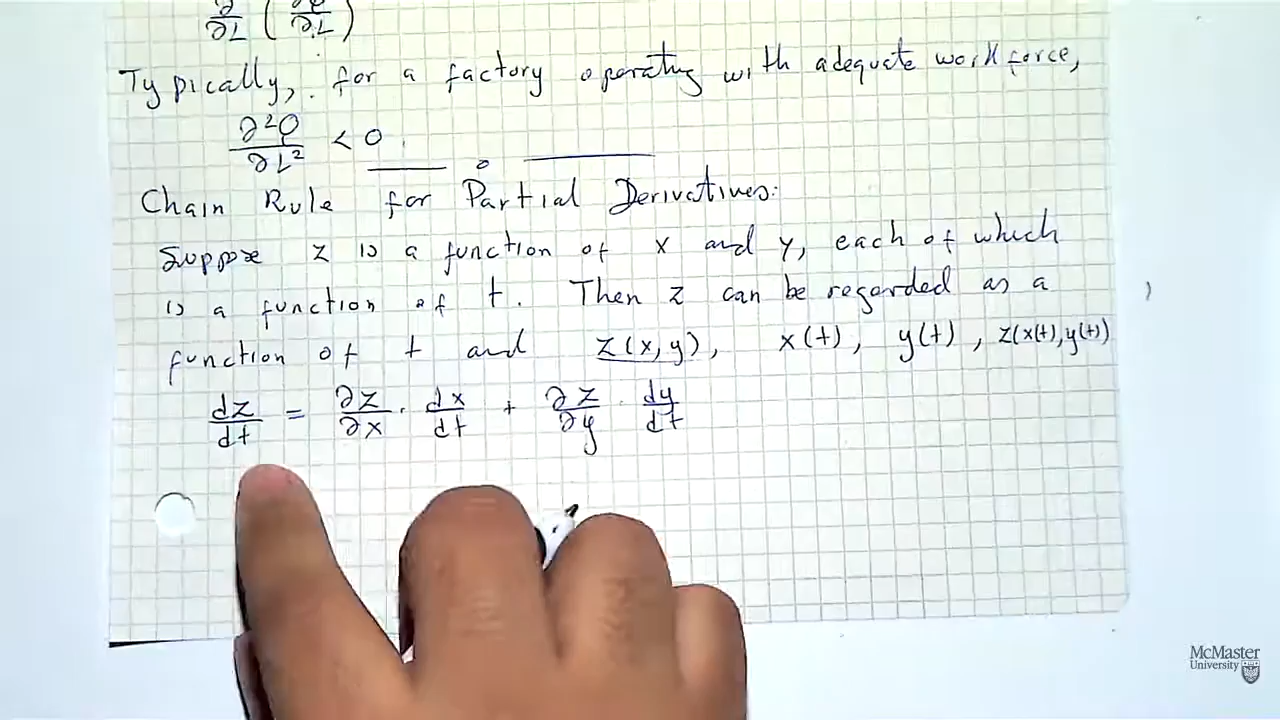 ∂/∂L (∂Q/∂L)
Typically, for a factory operating with adequate workforce,
∂²Q/∂L² < 0
Chain Rule for Partial Derivatives:
Suppose z is a function of x and y, each of which
is a function of t. Then z can be regarded as a
function of t and z(x,y), x(t), y(t), z(x(t),y(t))
dz/dt = ∂z/∂x · dx/dt + ∂z/∂y · dy/dt
McMaster
University